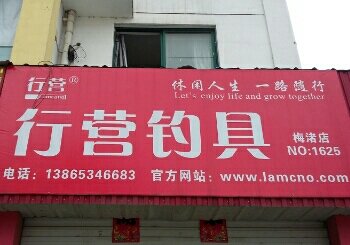 行营®
休闲人生 一路随行
Let's enjoy life and grow together
行营钓具
梅渚店
NO:1625
电话：13865346683 官方网站：www.lamcno.com